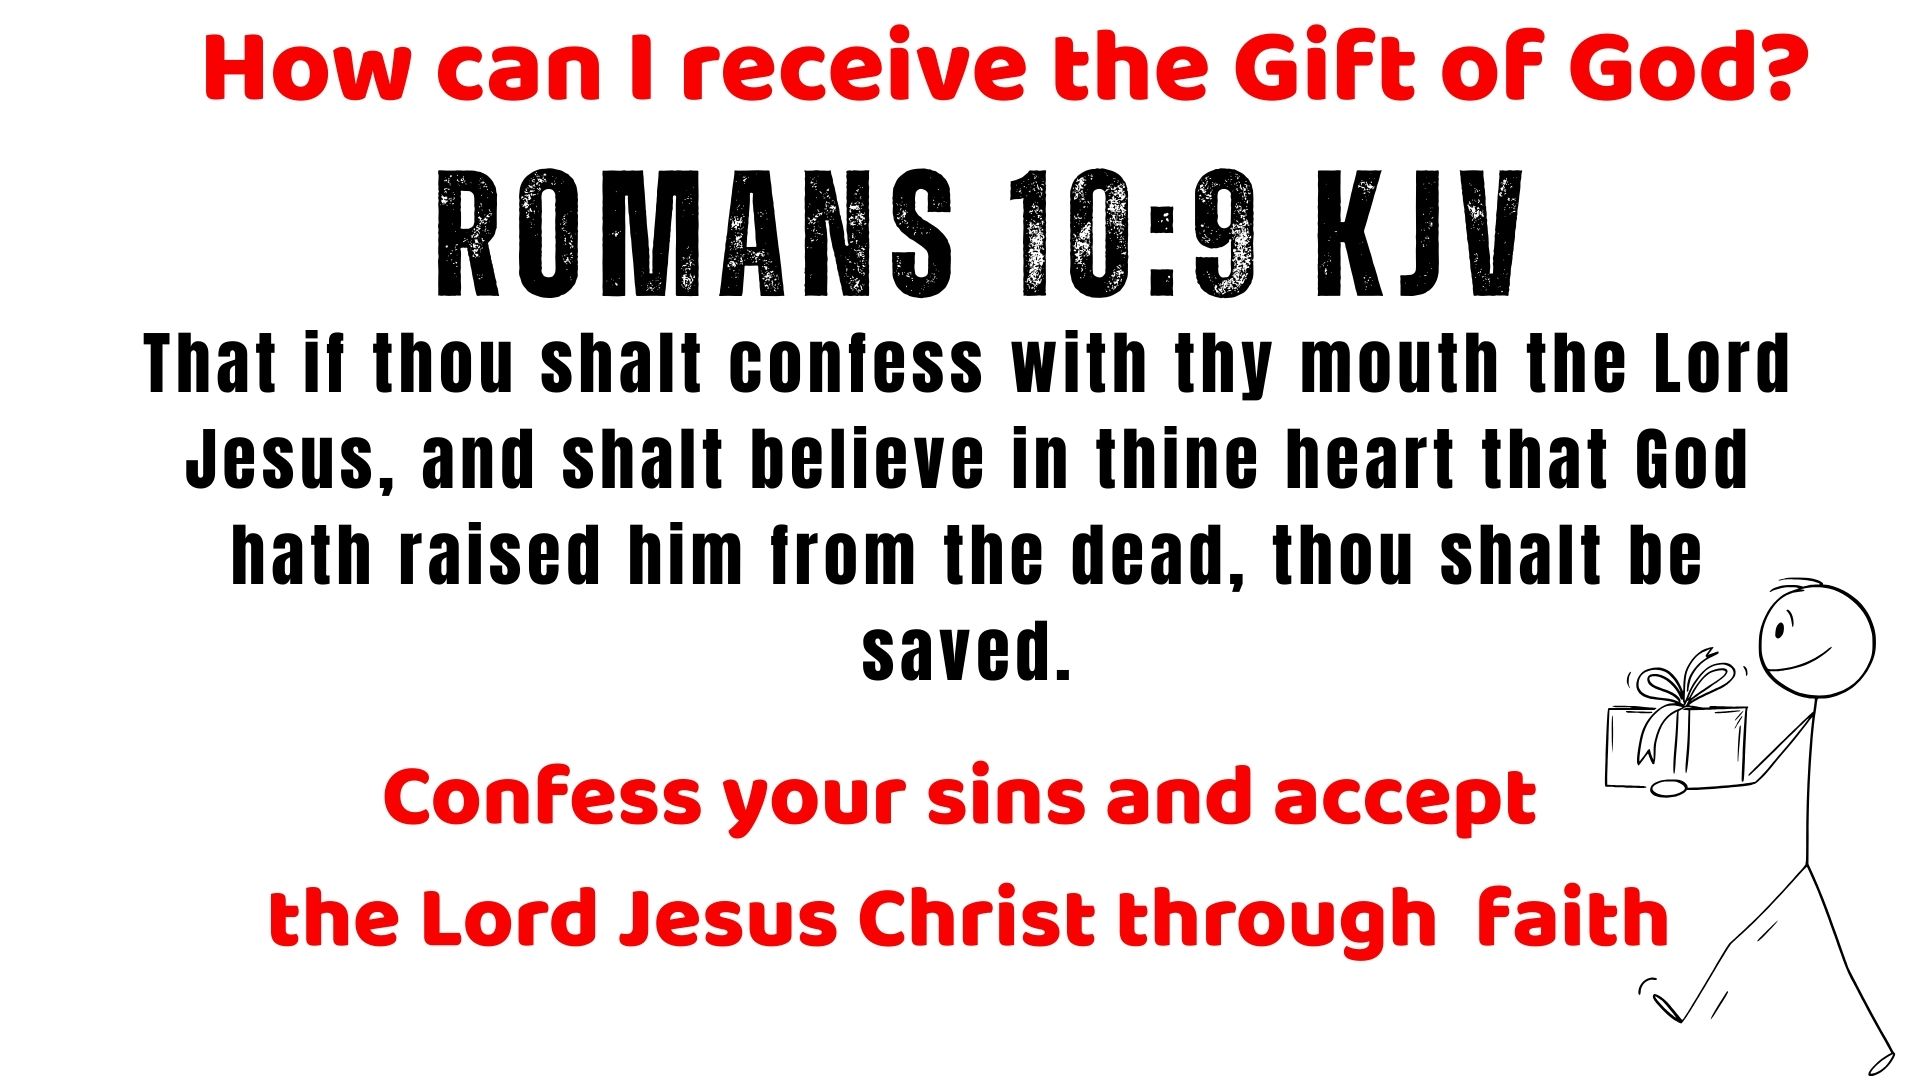 How can I receive the Gift of God?
ROMANS 10:9 KJV
That if thou shalt confess with thy mouth the Lord
Jesus, and shalt believe in thine heart that God
hath raised him from the dead, thou shalt be
saved.
Confess your sins and accept
the Lord Jesus Christ through faith